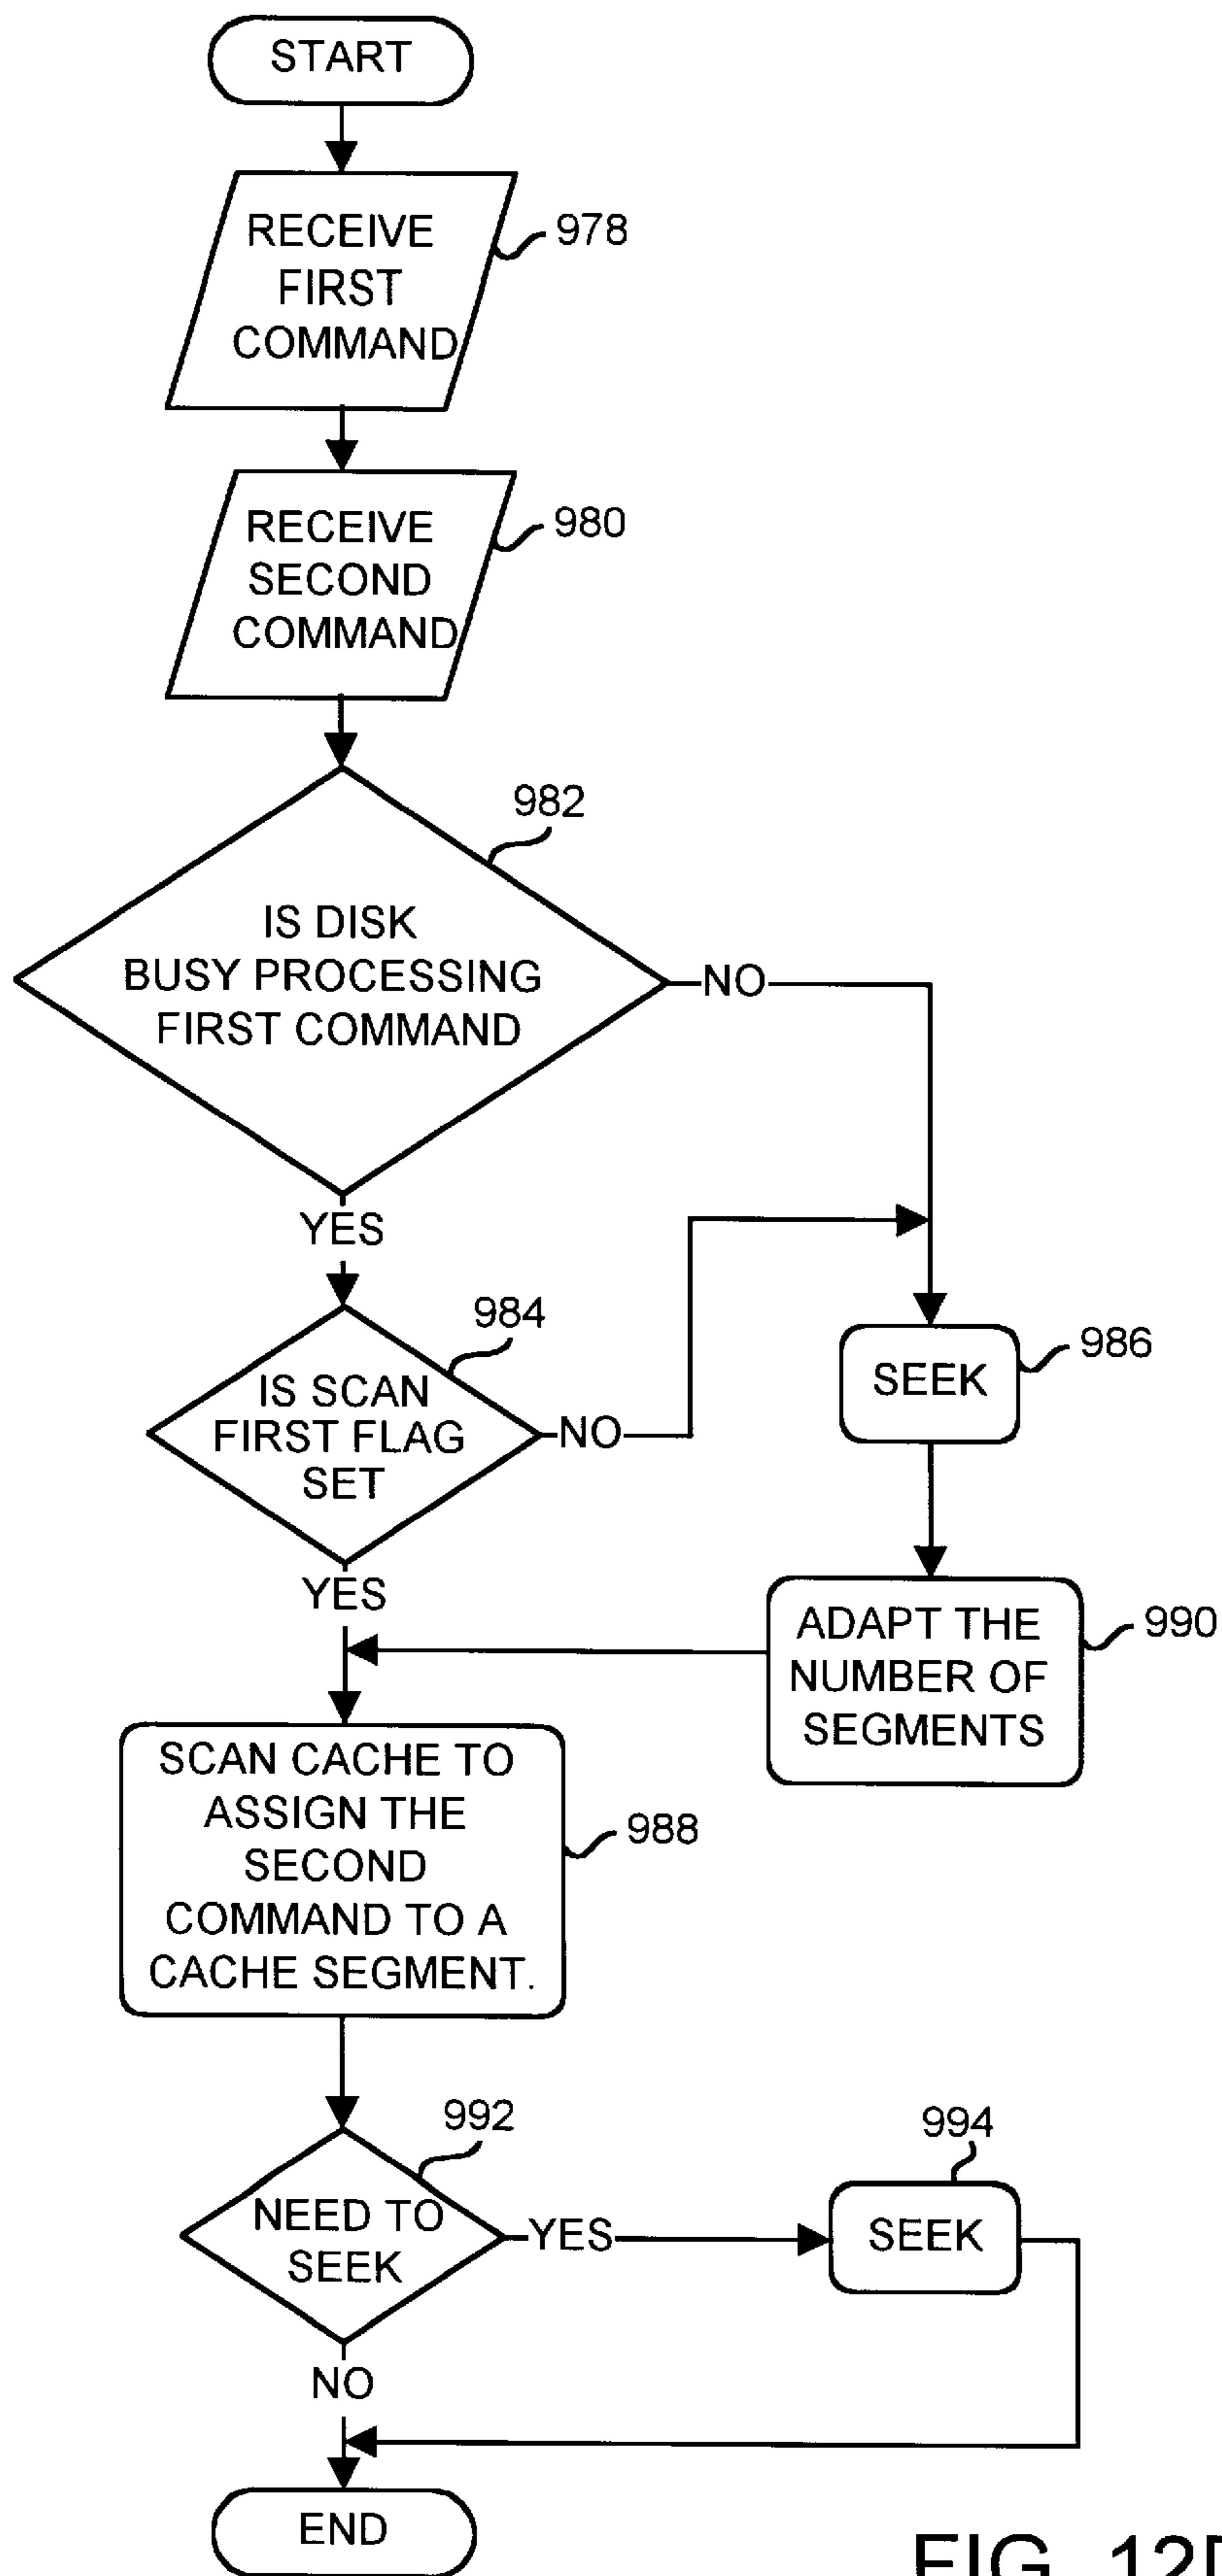 START
RECEIVE
FIRST
COMMAND
978
RECEIVE
SECOND
COMMAND
980
982
IS DISK
BUSY PROCESSING
FIRST COMMAND
NO
YES
984
IS SCAN
FIRST FLAG
SET
NO
SEEK
986
YES
ADAPT THE
NUMBER OF
SEGMENTS
990
SCAN CACHE TO
ASSIGN THE
SECOND
COMMAND TO A
CACHE SEGMENT.
988
992
NEED TO
SEEK
YES
994
SEEK
NO
END
FIG. 12